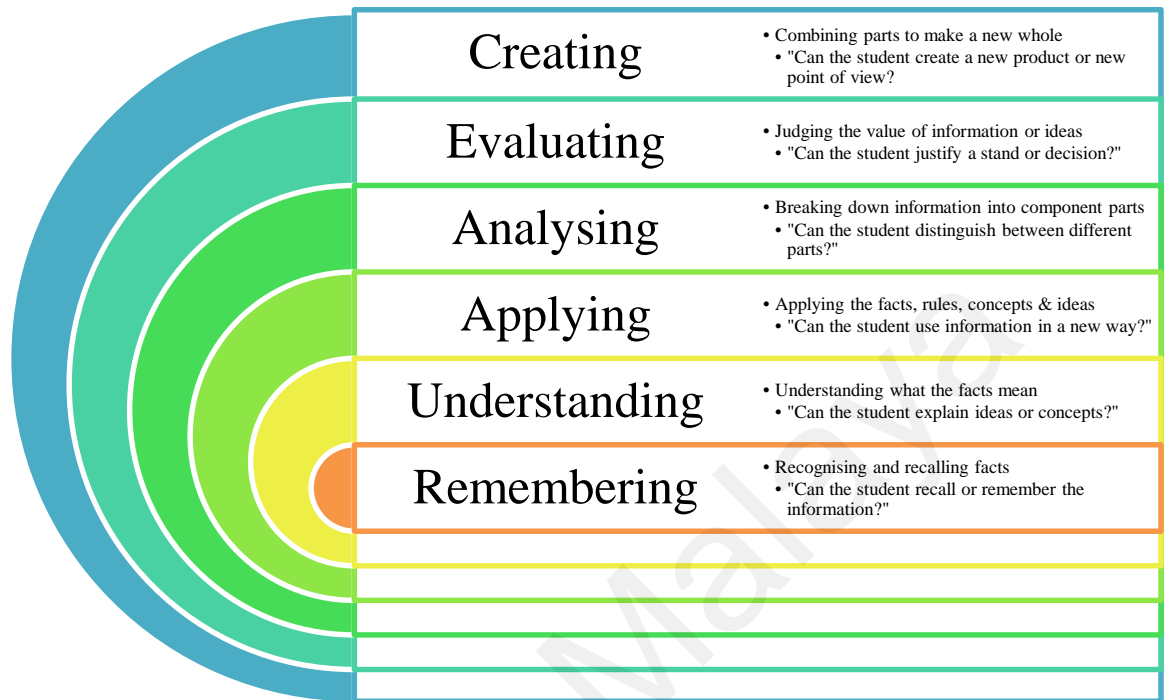 Creating
• Combining parts to make a new whole
• "Can the student create a new product or new
point of view?
Evaluating
• Judging the value of information or ideas
• "Can the student justify a stand or decision?"
Analysing
• Breaking down information into component parts
• "Can the student distinguish between different
parts?"
Applying
• Applying the facts, rules, concepts & ideas
• "Can the student use information in a new way?"
Understanding
• Understanding what the facts mean
• "Can the student explain ideas or concepts?"
Remembering
• Recognising and recalling facts
• "Can the student recall or remember the
information?"
Malaya